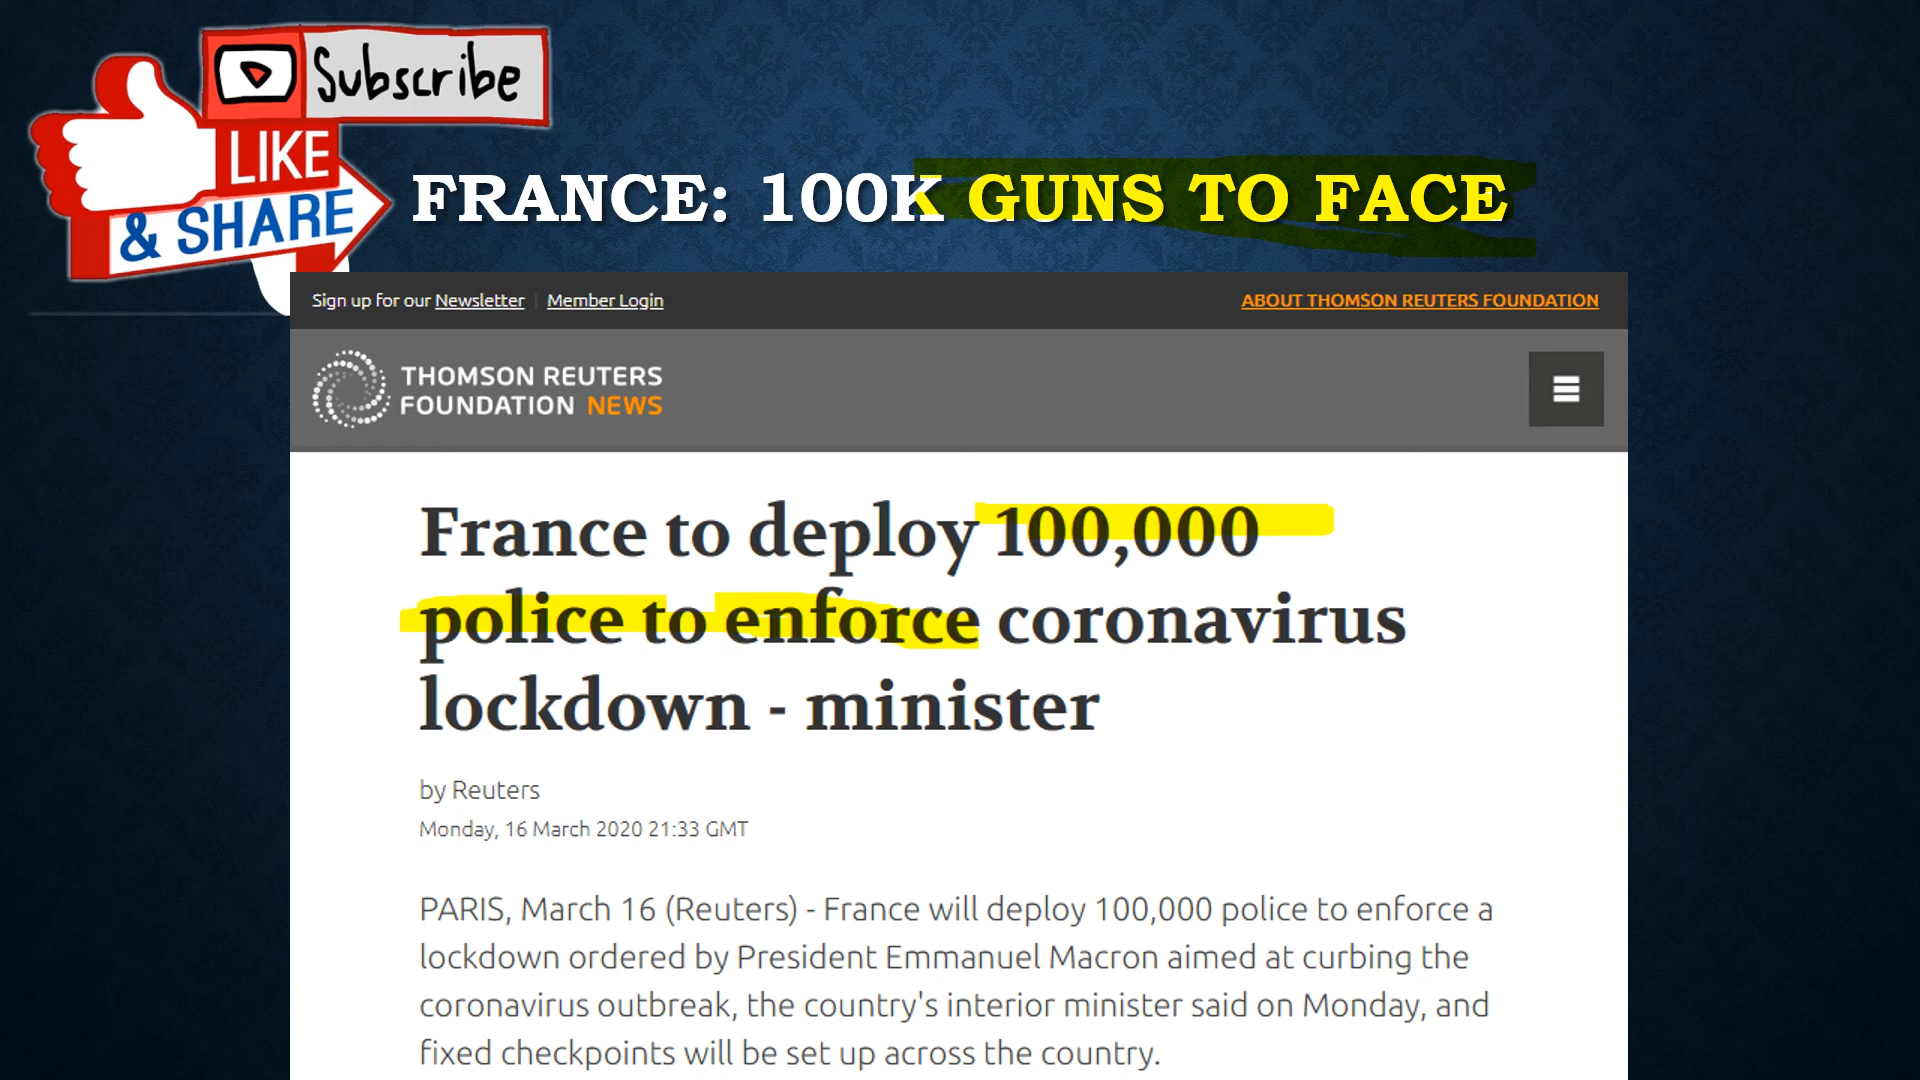 Subscribe
LIKE
& SHARE
FRANCE: 100K GUNS TO FACE
Sign up for our Newsletter | Member Login
ABOUT THOMSON REUTERS FOUNDATION
THOMSON REUTERS
FOUNDATION NEWS
France to deploy 100,000
police to enforce coronavirus
lockdown - minister
by Reuters
Monday, 16 March 2020 21:33 GMT
PARIS, March 16 (Reuters) - France will deploy 100,000 police to enforce a
lockdown ordered by President Emmanuel Macron aimed at curbing the
coronavirus outbreak, the country's interior minister said on Monday, and
fixed checkpoints will be set up across the country.